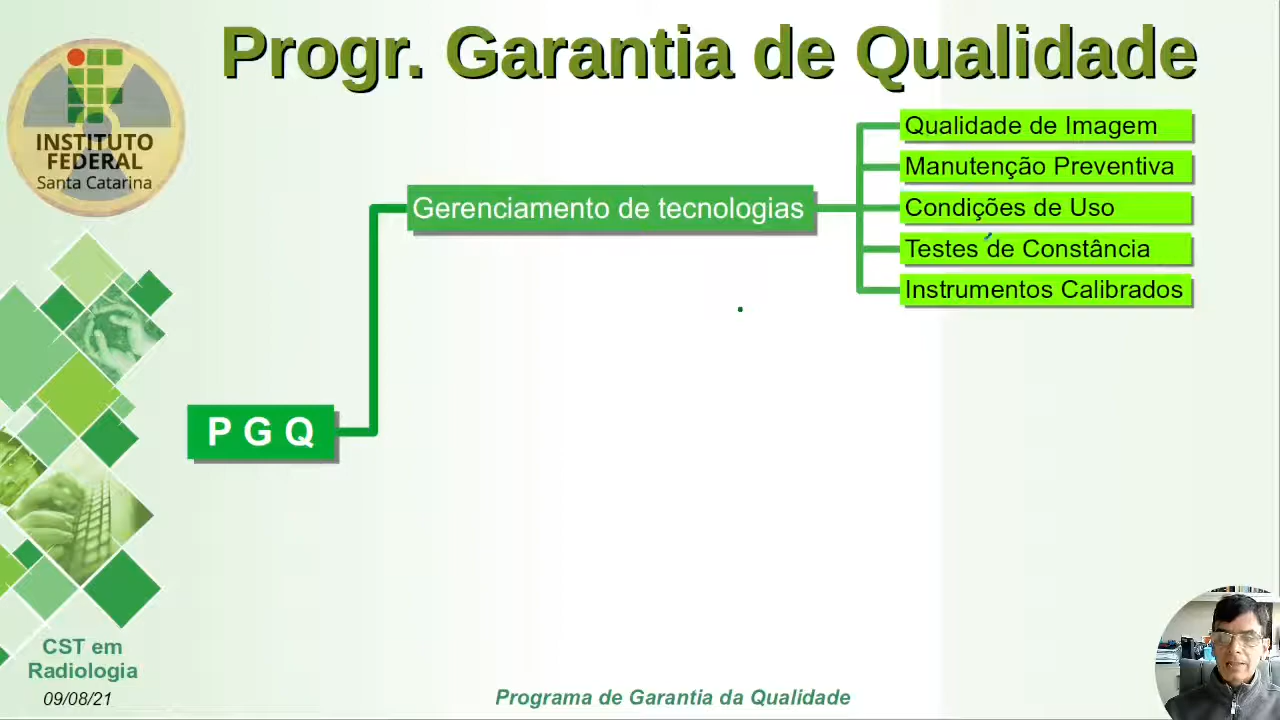 Progr. Garantia de Qualidade
INSTITUTO
FEDERAL
Santa Catarina
Qualidade de Imagem
Manutenção Preventiva
Gerenciamento de tecnologias
Condições de Uso
Testes de Constância
Instrumentos Calibrados
P G Q
CST em
Radiologia
09/08/21
Programa de Garantia da Qualidade